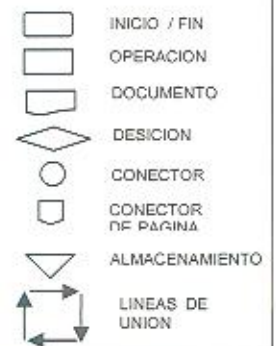 INICIO / FIN
OPERACION
DOCUMENTO
DESICION
CONECTOR
CONECTOR
DE PAGINA
ALMACENAMIENTO
LINEAS DE
UNION